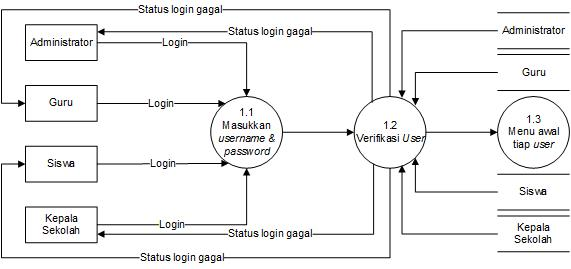 Status login gagal
Administrator
Login
Status login gagal
Administrator
Guru
Login
Guru
1.1
Masukkan
username &
password
1.2
Verifikasi User
1.3
Menu awal
tiap user
Siswa
Login
Siswa
Kepala
Sekolah
Login
Status login gagal
Kepala
Sekolah
Status login gagal